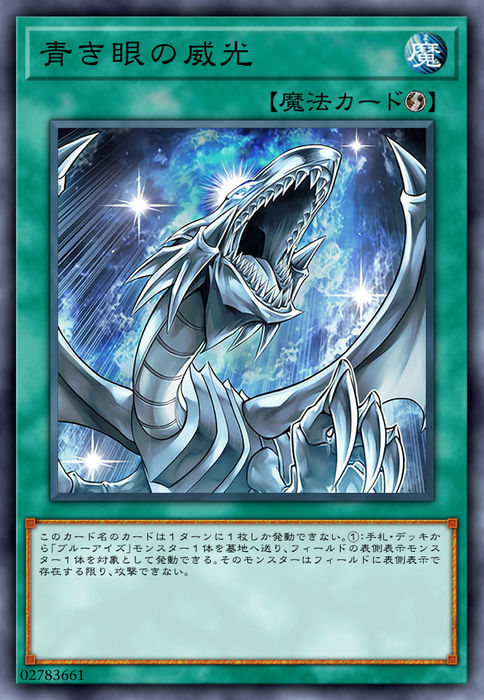 青き眼の威光
魔
【魔法カード】
このカード名のカードは１ターンに１枚しか発動できない。①：手札・デッキか
ら「ブルーアイズ」モンスター１体を墓地へ送り、フィールドの表側表示モンス
ター１体を対象として発動できる。そのモンスターはフィールドに表側表示で
存在する限り、攻撃できない。
02783661